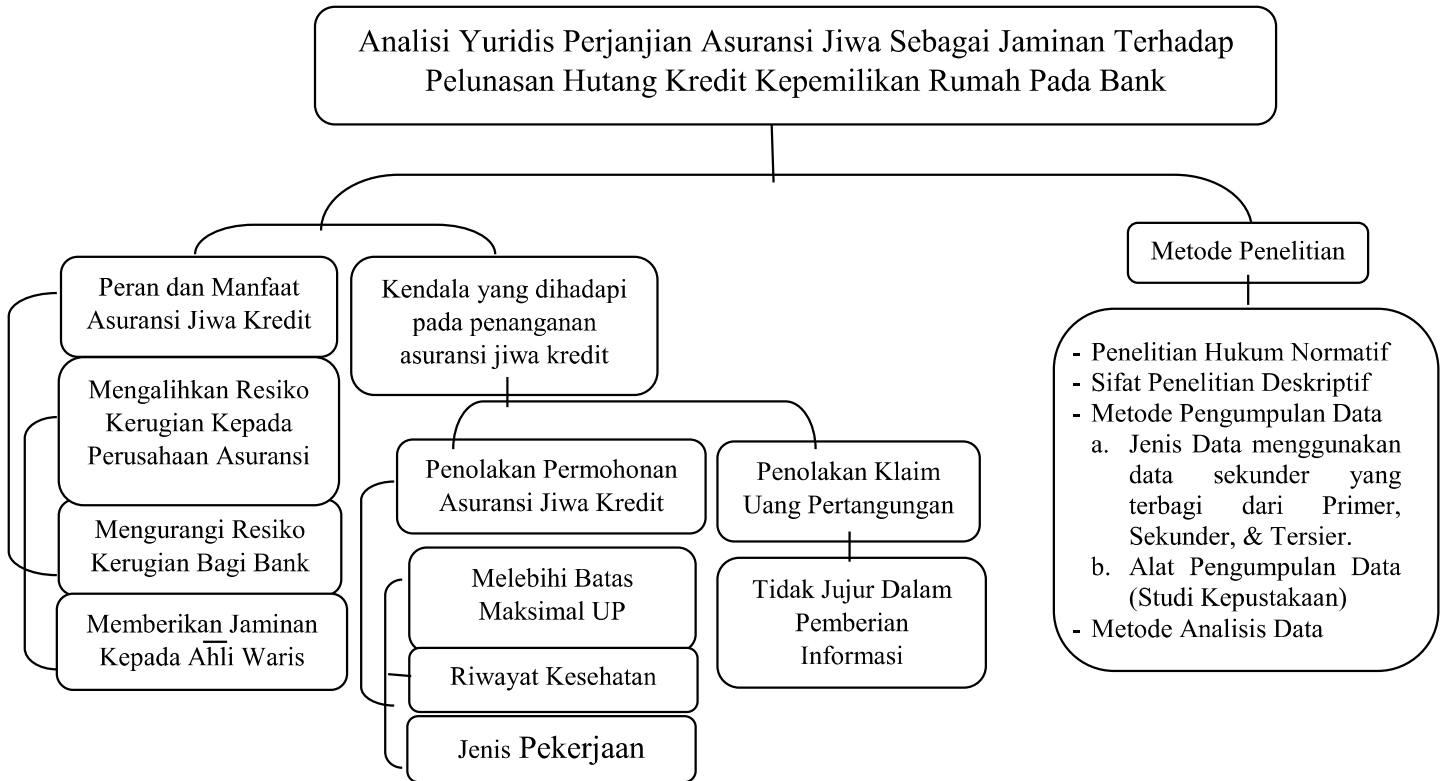 Analisi Yuridis Perjanjian Asuransi Jiwa Sebagai Jaminan Terhadap
Pelunasan Hutang Kredit Kepemilikan Rumah Pada Bank
Peran dan Manfaat
Asuransi Jiwa Kredit
Mengalihkan Resiko
Kerugian Kepada
Perusahaan Asuransi
Mengurangi Resiko
Kerugian Bagi Bank
Memberikan Jaminan
Kepada Ahli Waris
Kendala yang dihadapi
pada penanganan
asuransi jiwa kredit
Penolakan Permohonan
Asuransi Jiwa Kredit
Melebihi Batas
Maksimal UP
Riwayat Kesehatan
Jenis Pekerjaan
Penolakan Klaim
Uang Pertangungan
Tidak Jujur Dalam
Pemberian
Informasi
Metode Penelitian
- Penelitian Hukum Normatif
- Sifat Penelitian Deskriptif
- Metode Pengumpulan Data
a. Jenis Data menggunakan
data sekunder yang
terbagi dari Primer,
Sekunder, & Tersier.
b. Alat Pengumpulan Data
(Studi Kepustakaan)
- Metode Analisis Data